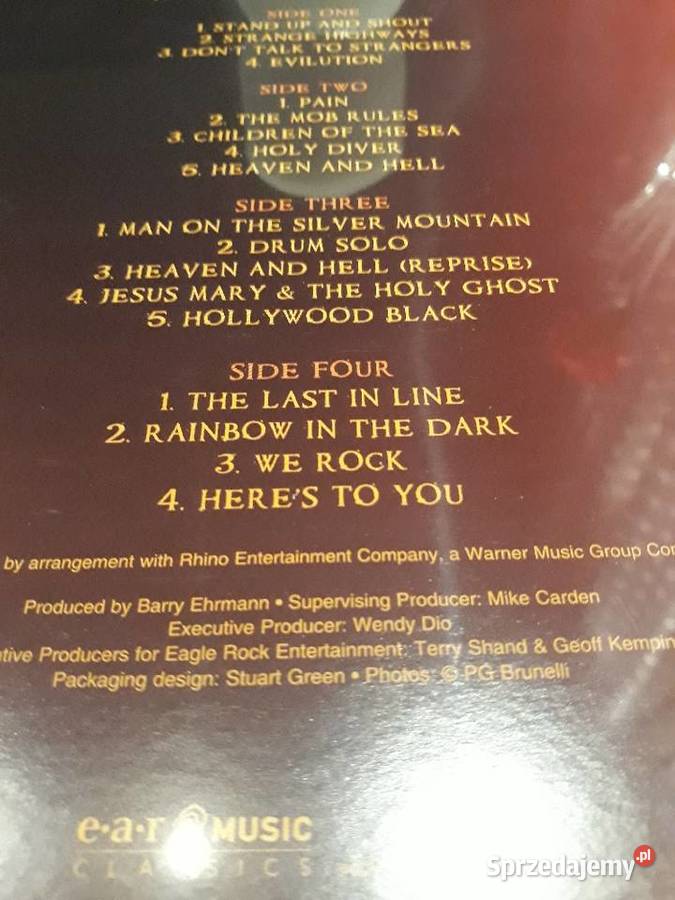 SIDE ONE
1. STAND UP AND SHOUT
2. STRANGE HIGHWAYS
3. DON'T TALK TO STRANGERS
4. EVILUTION
SIDE TWO
1. PAIN
2. THE MOB RULES
3. CHILDREN OF THE SEA
4. HOLY DIVER
5. HEAVEN AND HELL
SIDE THREE
1. MAN ON THE SILVER MOUNTAIN
2. DRUM SOLO
3. HEAVEN AND HELL (REPRISE)
4. JESUS MARY & THE HOLY GHOST
5. HOLLYWOOD BLACK
SIDE FOUR
1. THE LAST IN LINE
2. RAINBOW IN THE DARK
3. WE ROCK
4. HERE'S TO YOU
by arrangement with Rhino Entertainment Company, a Warner Music Group Con
Produced by Barry Ehrmann • Supervising Producer: Mike Carden
Executive Producer: Wendy Dio
tive Producers for Eagle Rock Entertainment: Terry Shand & Geoff Kempin
Packaging design: Stuart Green • Photos: © PG Brunelli
e·a·r MUSIC
CLASSICS
Sprzedajemy.pl